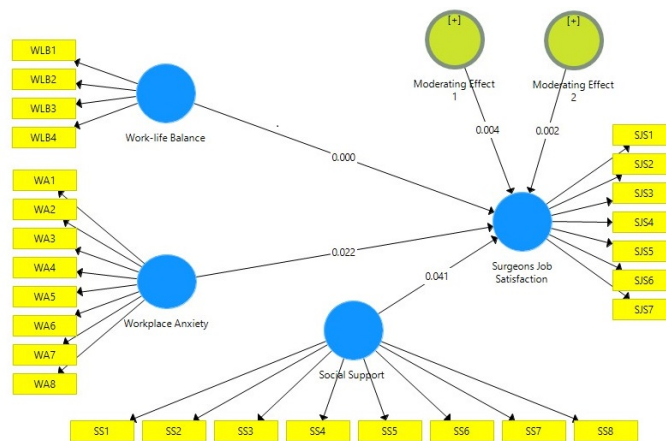 WLB1
WLB2
WLB3
WLB4
Work-life Balance
[+]
Moderating Effect
1
[+]
Moderating Effect
2
0.004
0.002
0.000
WA1
WA2
WA3
WA4
WA5
WA6
WA7
WA8
Workplace Anxiety
0.022
0.041
SJS1
SJS2
SJS3
SJS4
SJS5
SJS6
SJS7
Surgeons Job
Satisfaction
Social Support
SS1
SS2
SS3
SS4
SS5
SS6
SS7
SS8